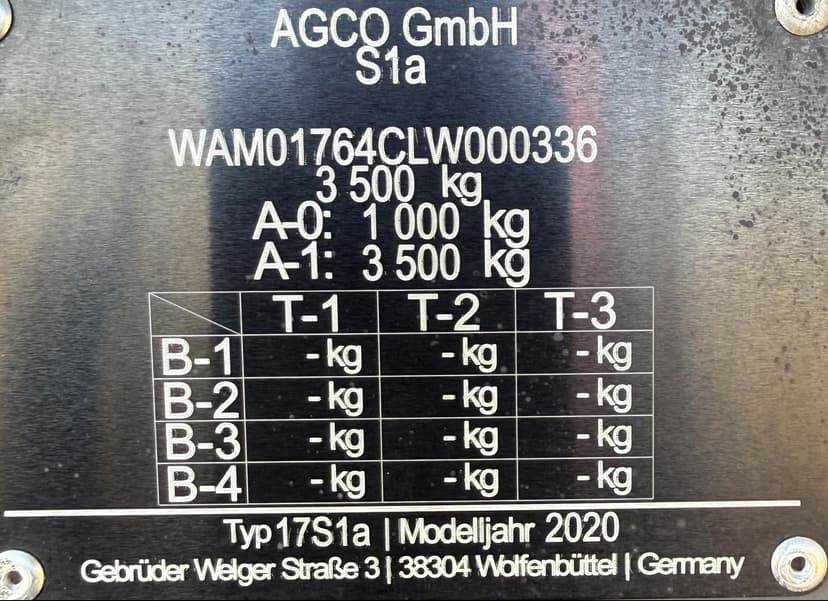 AGCO GmbH
S1a
WAM01764CLW000336
3 500 kg
A-0: 1 000 kg
A-1: 3 500 kg
T-1 T-2 T-3
B-1 - kg - kg - kg
B-2 - kg - kg - kg
B-3 - kg - kg - kg
B-4 - kg - kg - kg
Typ 17S1a | Modelljahr 2020
Gebrüder Welger Straße 3 | 38304 Wolfenbüttel | Germany